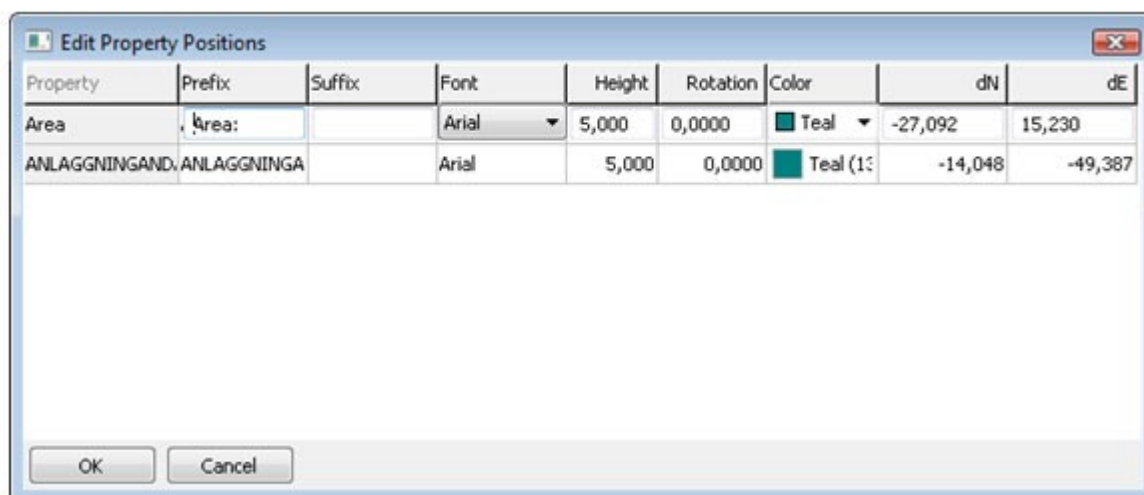 Edit Property Positions
Property Prefix Suffix Font Height Rotation Color dN dE
Area Area: Arial 5,000 0,0000 Teal -27,092 15,230
ANLAGGNINGAND. ANLAGGNINGA Arial 5,000 0,0000 Teal (13 -14,048 -49,387
OK Cancel